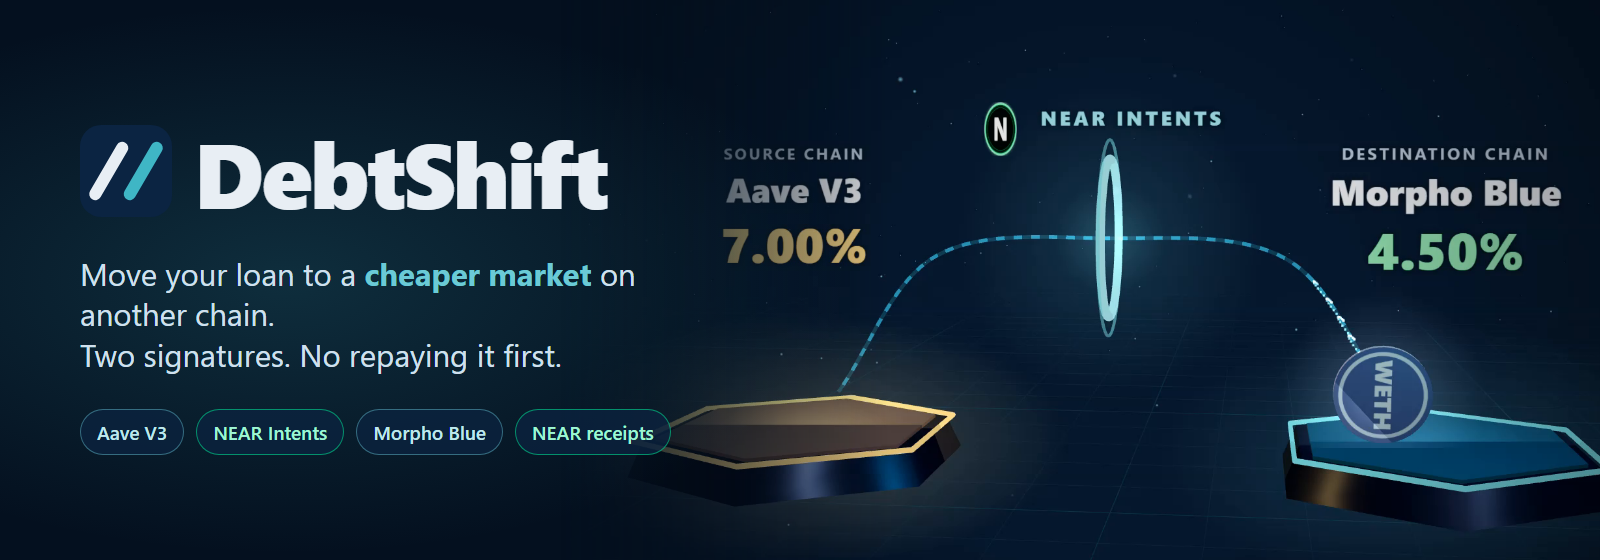 DebtShift
Move your loan to a cheaper market on
another chain.
Two signatures. No repaying it first.
Aave V3
NEAR Intents
Morpho Blue
NEAR receipts
SOURCE CHAIN
Aave V3
7.00%
N
NEAR INTENTS
DESTINATION CHAIN
Morpho Blue
4.50%
WETH